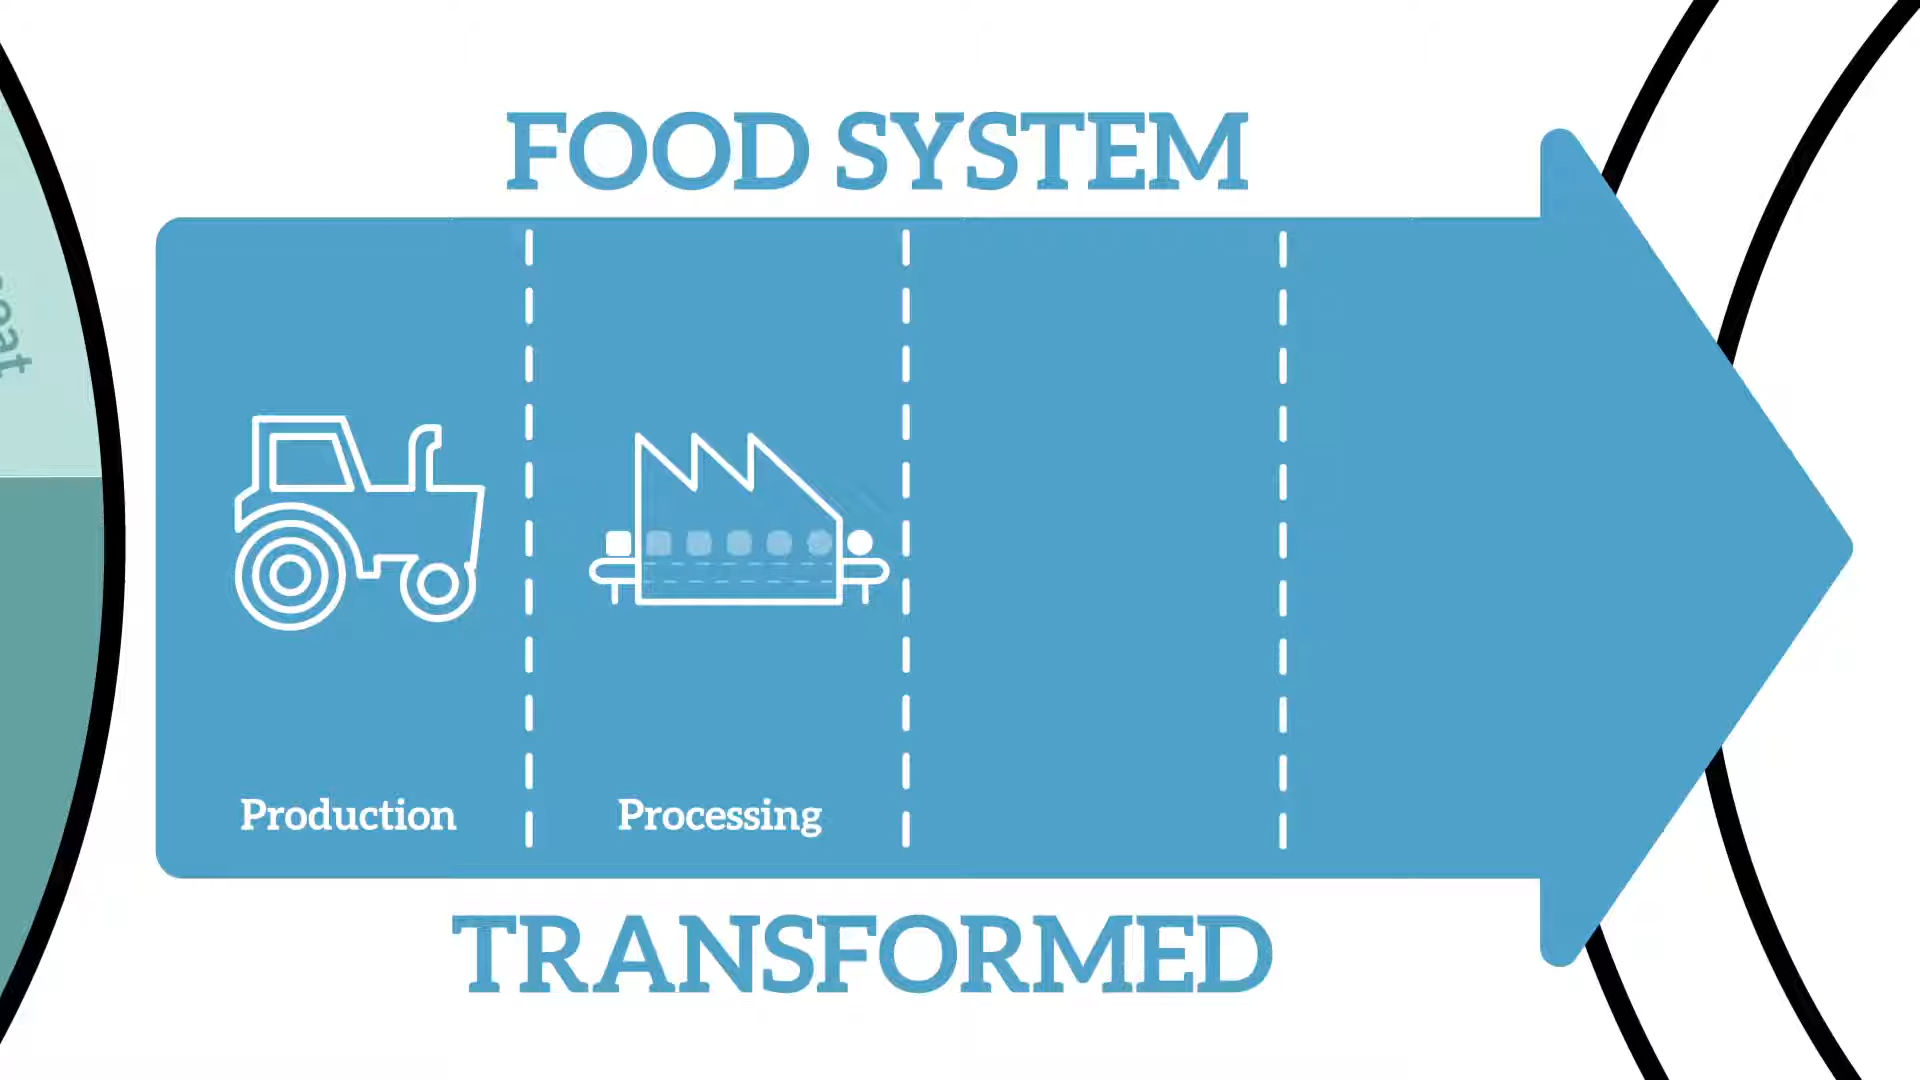 FOOD SYSTEM
Production
Processing
TRANSFORMED